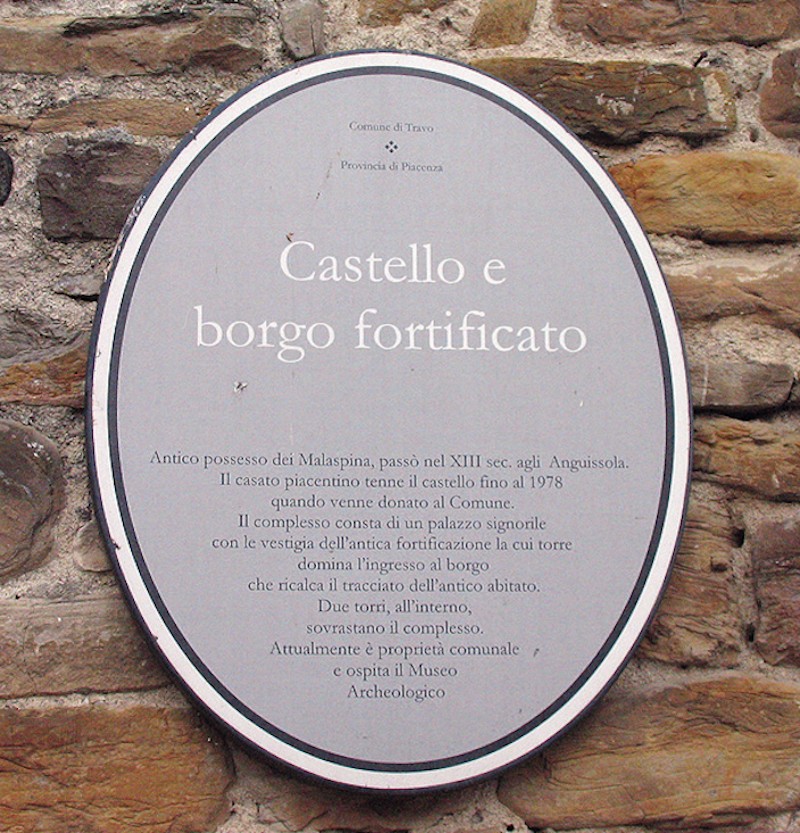 Comune di Travo
Provincia di Piacenza
Castello e
borgo fortificato
Antico possesso dei Malaspina, passò nel XIII sec. agli Anguissola.
Il casato piacentino tenne il castello fino al 1978
quando venne donato al Comune.
Il complesso consta di un palazzo signorile
con le vestigia dell'antica fortificazione la cui torre
domina l'ingresso al borgo
che ricalca il tracciato dell'antico abitato.
Due torri, all'interno,
sovrastano il complesso.
Attualmente è proprietà comunale
e ospita il Museo
Archeologico